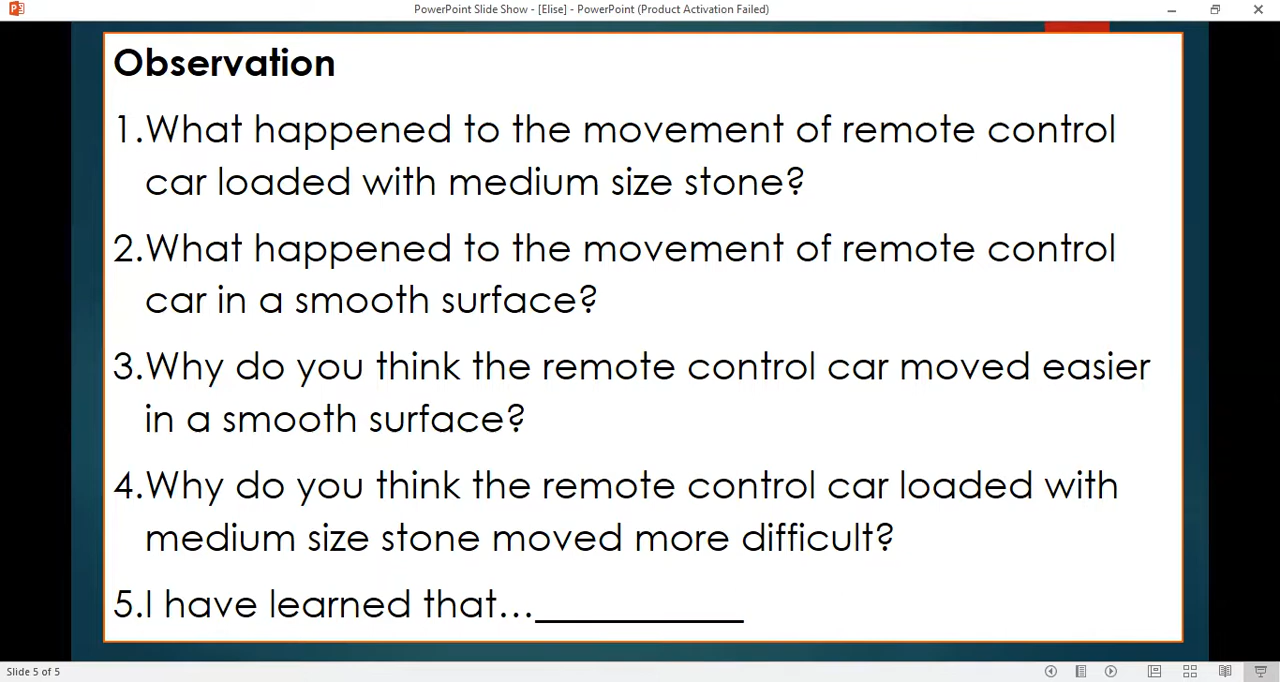 PowerPoint Slide Show - [Elise] - PowerPoint (Product Activation Failed)
Observation
1.What happened to the movement of remote control
car loaded with medium size stone?
2.What happened to the movement of remote control
car in a smooth surface?
3.Why do you think the remote control car moved easier
in a smooth surface?
4.Why do you think the remote control car loaded with
medium size stone moved more difficult?
5.I have learned that…___________
Slide 5 of 5